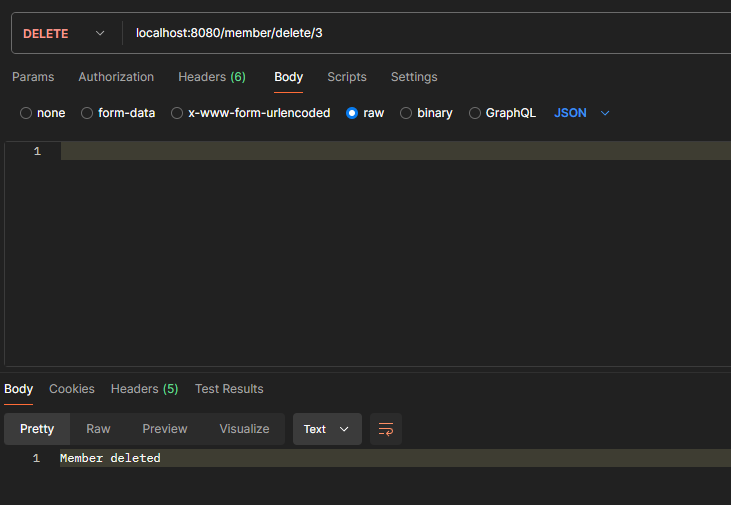 DELETE localhost:8080/member/delete/3
Params Authorization Headers (6) Body Scripts Settings
none form-data x-www-form-urlencoded raw binary GraphQL JSON
1
Body Cookies Headers (5) Test Results
Pretty Raw Preview Visualize Text
1 Member deleted